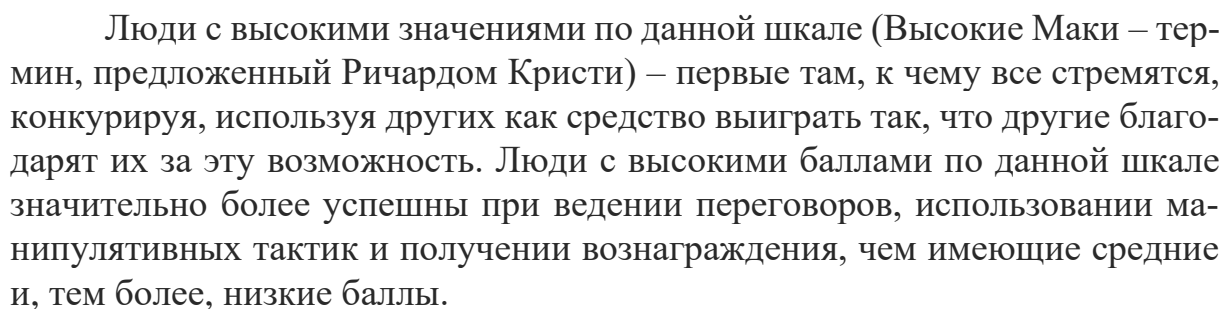 Люди с высокими значениями по данной шкале (Высокие Маки – тер-
мин, предложенный Ричардом Кристи) – первые там, к чему все стремятся,
конкурируя, используя других как средство выиграть так, что другие благо-
дарят их за эту возможность. Люди с высокими баллами по данной шкале
значительно более успешны при ведении переговоров, использовании ма-
нипулятивных тактик и получении вознаграждения, чем имеющие средние
и, тем более, низкие баллы.